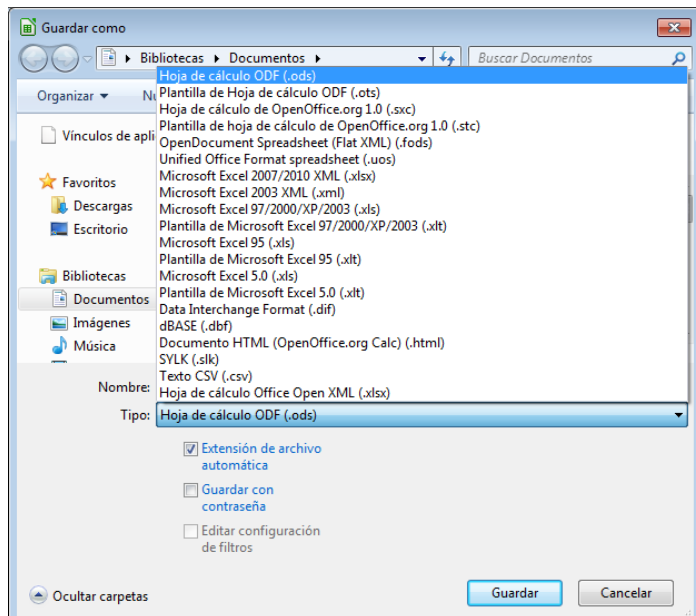 Guardar como
Bibliotecas Documentos
Buscar Documentos
Hoja de cálculo ODF (.ods)
Organizar
Plantilla de Hoja de cálculo ODF (.ots)
Hoja de cálculo de OpenOffice.org 1.0 (.sxc)
Plantilla de hoja de cálculo de OpenOffice.org 1.0 (.stc)
Vínculos de apli
OpenDocument Spreadsheet (Flat XML) (.fods)
Unified Office Format spreadsheet (.uos)
Microsoft Excel 2007/2010 XML (.xlsx)
Favoritos
Microsoft Excel 2003 XML (.xml)
Descargas
Microsoft Excel 97/2000/XP/2003 (.xls)
Plantilla de Microsoft Excel 97/2000/XP/2003 (.xlt)
Escritorio
Microsoft Excel 95 (.xls)
Plantilla de Microsoft Excel 95 (.xlt)
Bibliotecas
Microsoft Excel 5.0 (.xls)
Plantilla de Microsoft Excel 5.0 (.xlt)
Documentos
Data Interchange Format (.dif)
Imágenes
dBASE (.dbf)
Documento HTML (OpenOffice.org Calc) (.html)
Música
SYLK (.slk)
Texto CSV (.csv)
Nombre:
Hoja de cálculo Office Open XML (.xlsx)
Tipo: Hoja de cálculo ODF (.ods)
Extensión de archivo
automática
Guardar con
contraseña
Editar configuración
de filtros
Ocultar carpetas
Guardar
Cancelar